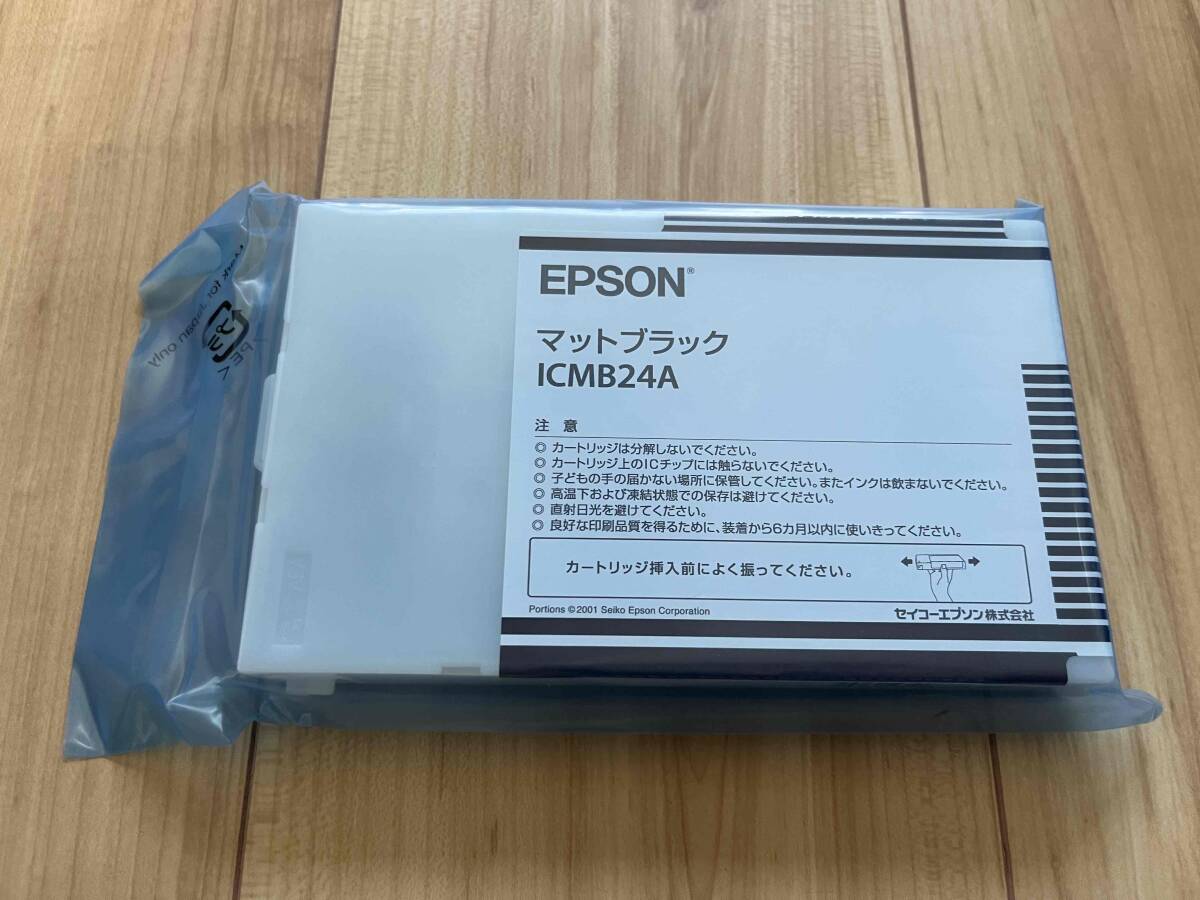 EPSON®
マットブラック
ICMB24A
注 意
◎ カートリッジは分解しないでください。
◎ カートリッジ上のICチップには触らないでください。
◎ 子どもの手の届かない場所に保管してください。またインクは飲まないでください。
◎ 高温下および凍結状態での保存は避けてください。
◎ 直射日光を避けてください。
◎ 良好な印刷品質を得るために、装着から6カ月以内に使いきってください。
カートリッジ挿入前によく振ってください。
Portions ©2001 Seiko Epson Corporation
セイコーエプソン株式会社
Mark for Japan only
PE